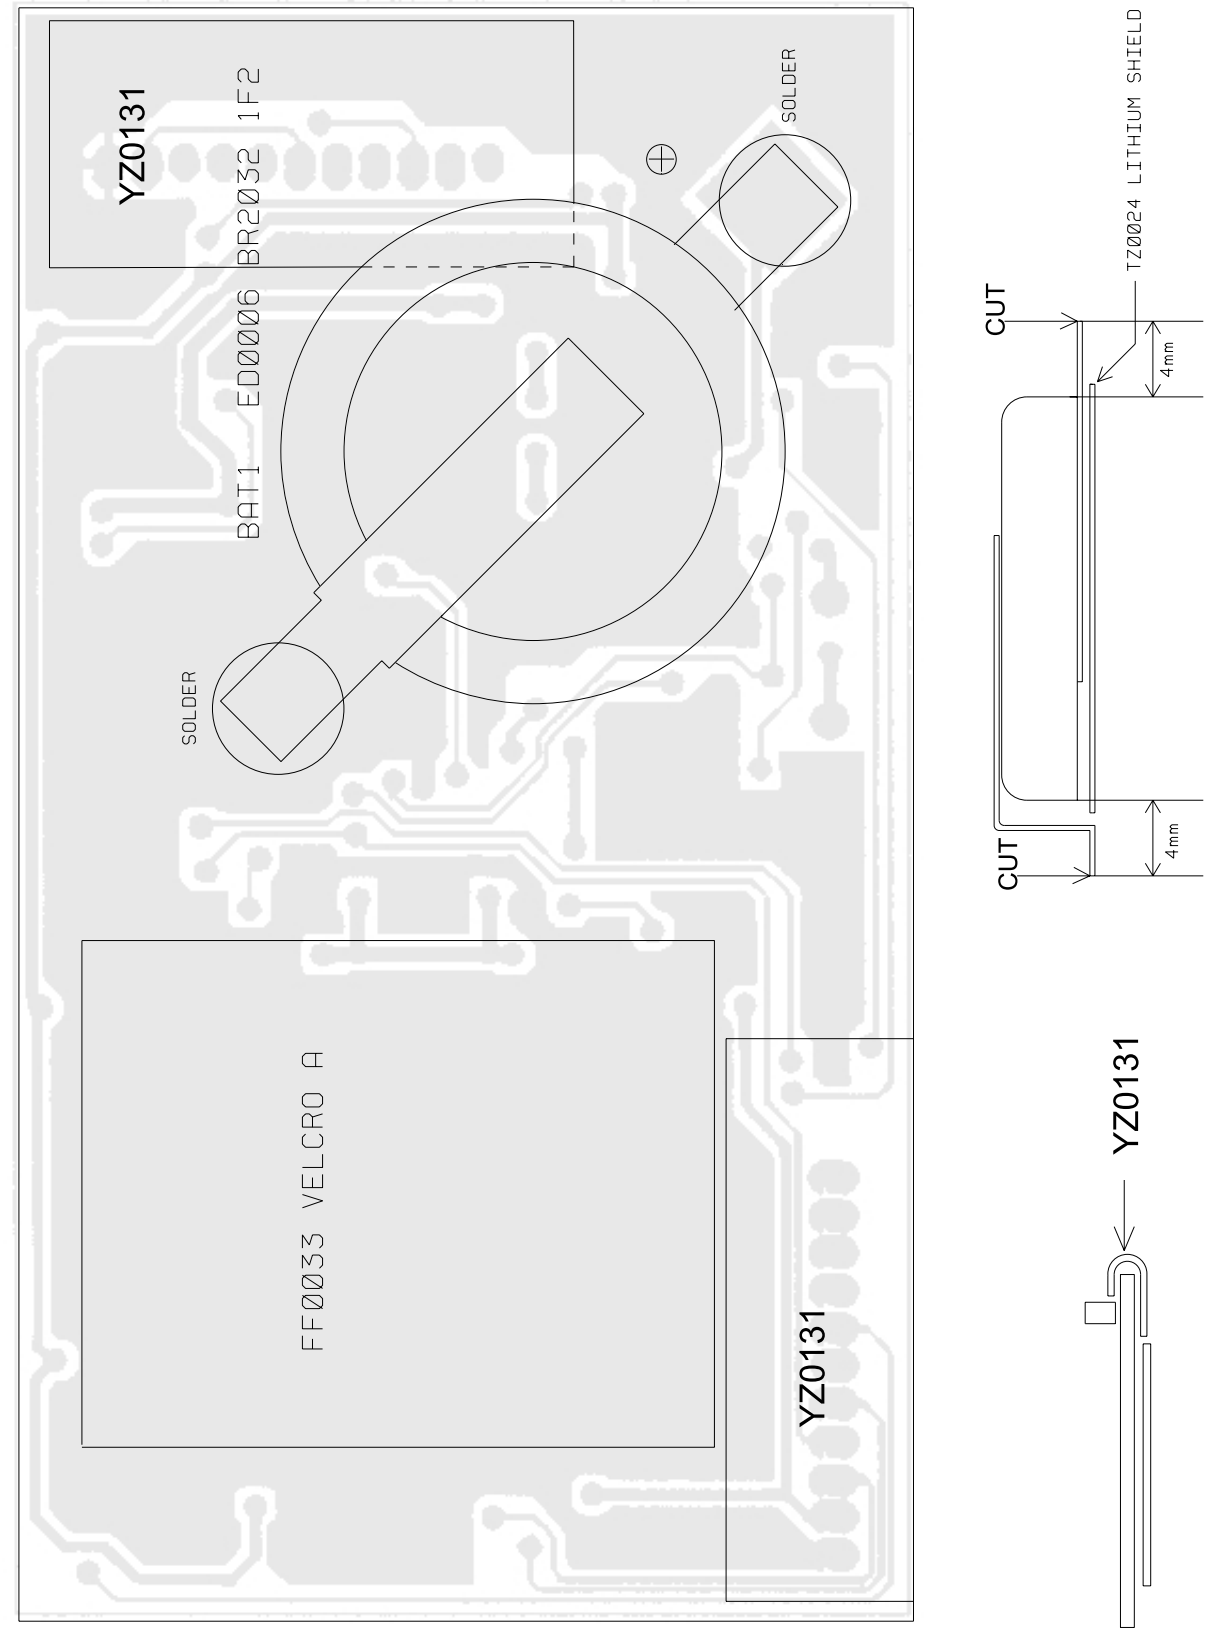 YZ0131
BAT1 ED0006 BR2032 1F2
SOLDER
SOLDER
FF0033 VELCRO A
YZ0131
TZ0024 LITHIUM SHIELD
CUT
4mm
CUT
4mm
YZ0131